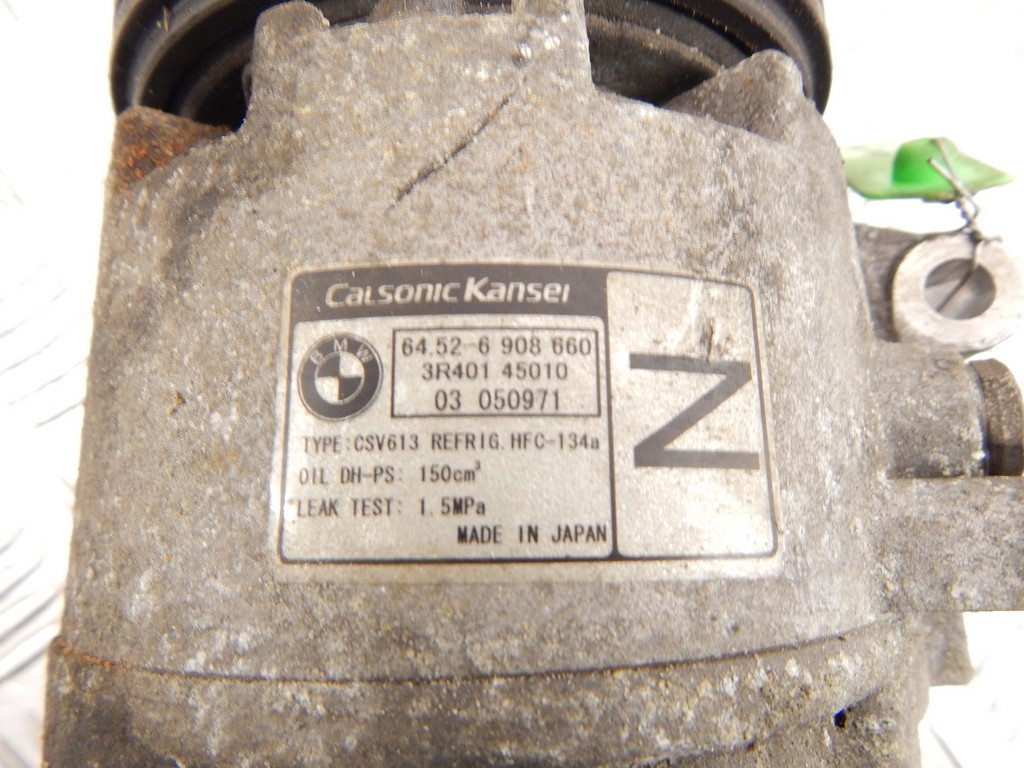 CalsonicKansei
BMW
64.52-6 908 660
3R401 45010
03 050971
TYPE:CSV613 REFRIG.HFC-134a
OIL DH-PS: 150cm³
LEAK TEST: 1.5MPa
MADE IN JAPAN
Z